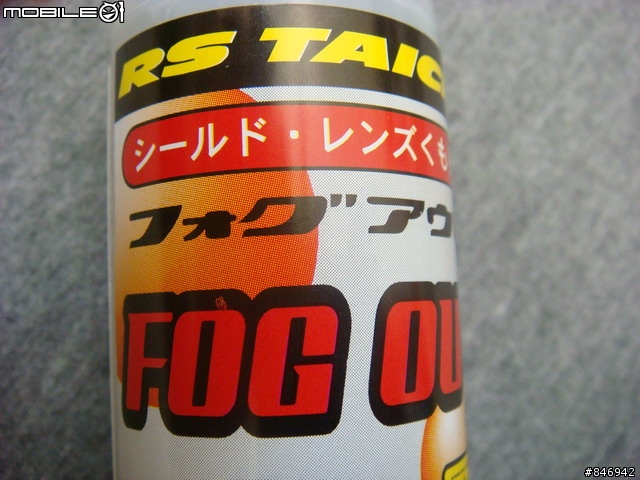 MOBILE01
RS TAIC
シールド・レンズくも
フォグアウ
FOG OU
#846942